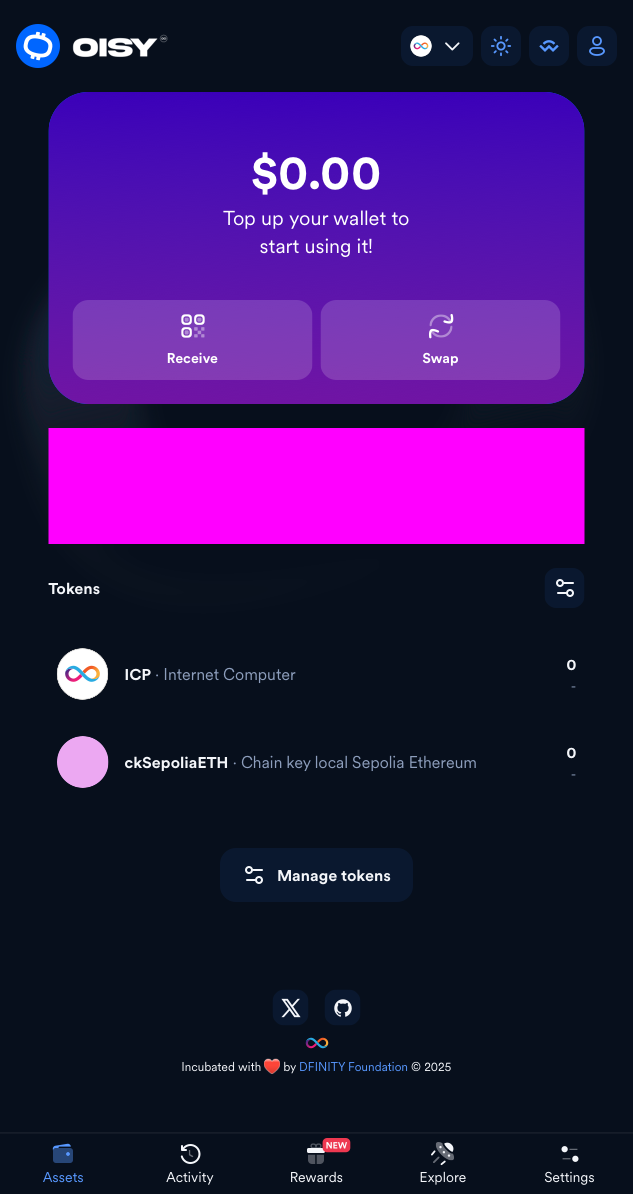 OISY
$0.00
Top up your wallet to
start using it!
Receive
Swap
Tokens
ICP · Internet Computer
0
-
ckSepoliaETH · Chain key local Sepolia Ethereum
0
-
Manage tokens
Incubated with ❤️ by DFINITY Foundation © 2025
NEW
Assets
Activity
Rewards
Explore
Settings